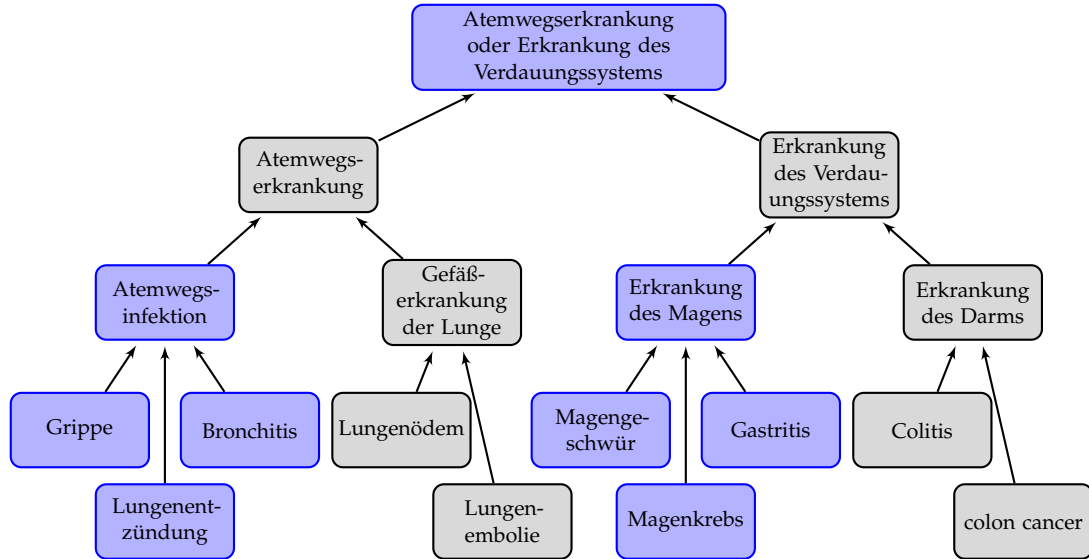 Atemwegserkrankung
oder Erkrankung des
Verdauungssystems
Atemwegs-
erkrankung
Erkrankung
des Verdau-
ungssystems
Atemwegs-
infektion
Gefäß-
erkrankung
der Lunge
Erkrankung
des Magens
Erkrankung
des Darms
Grippe
Bronchitis
Lungenödem
Magenge-
schwür
Gastritis
Colitis
Lungenent-
zündung
Lungen-
embolie
Magenkrebs
colon cancer